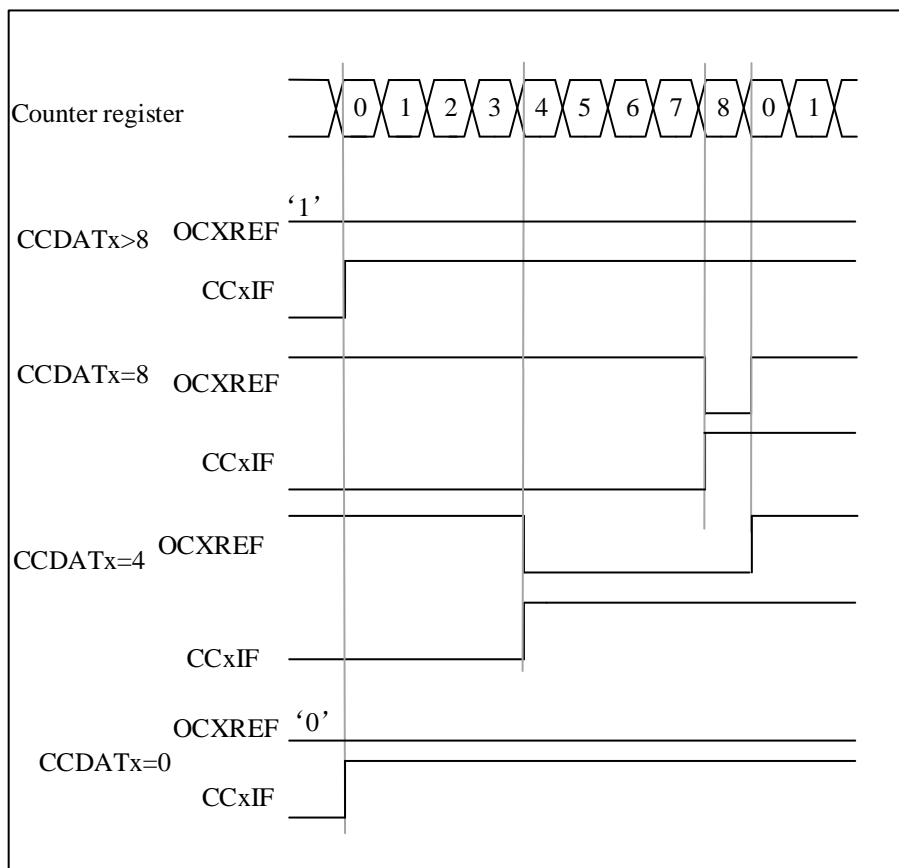 Counter register
0 1 2 3 4 5 6 7 8 0 1
‘1’
OCXREF
CCDATx>8
CCxIF
CCDATx=8
OCXREF
CCxIF
OCXREF
CCDATx=4
CCxIF
OCXREF ‘0’
CCDATx=0
CCxIF